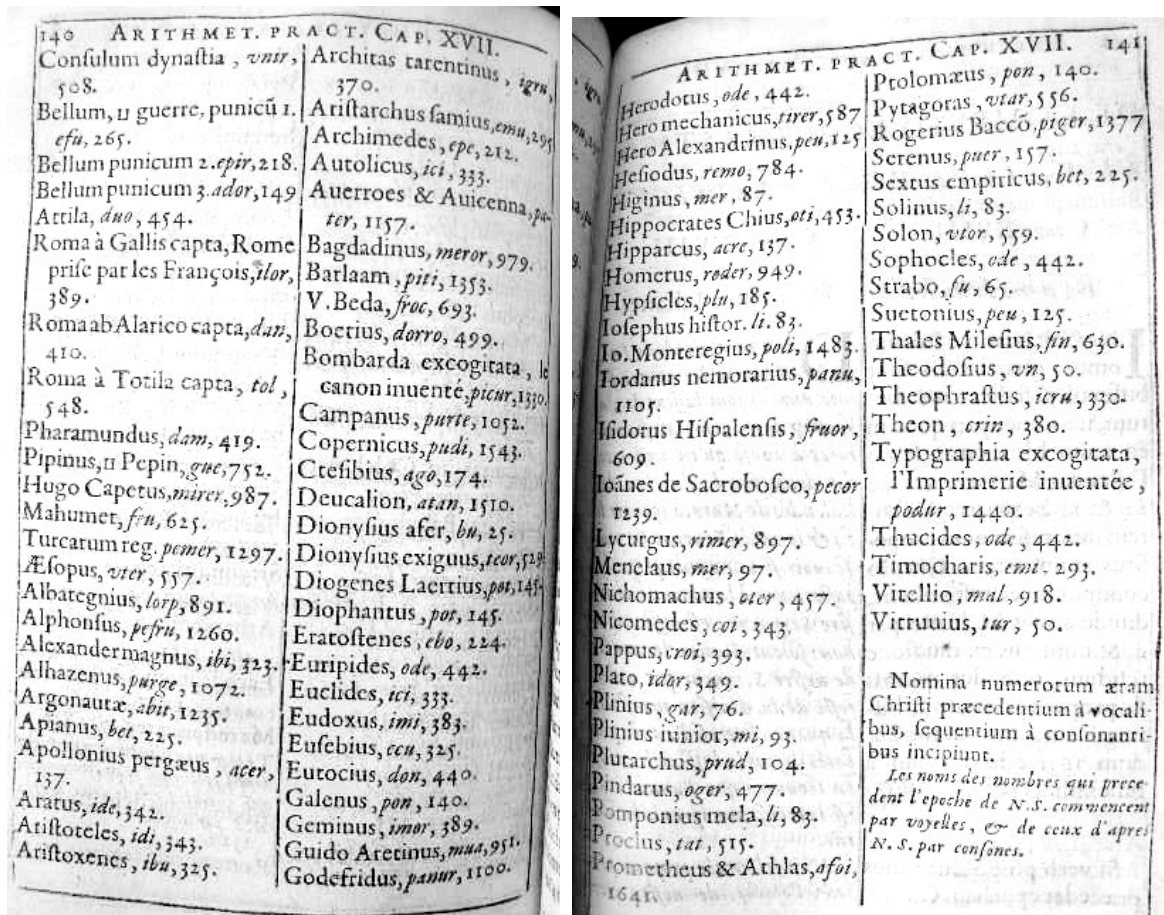 140 ARITHMET. PRACT. CAP. XVII.
Consulum dynastia, vnir,
508.
Bellum, ou guerre, punicū 1.
esu, 265.
Bellum punicum 2. epir, 218.
Bellum punicum 3. ador, 149
Attila, duo, 454.
Roma à Gallis capta, Rome
prise par les François, ilor,
389.
Roma ab Alarico capta, dan,
410.
Roma à Totila capta, tol,
548.
Pharamundus, dam, 419.
Pipinus, ou Pepin, gue, 752.
Hugo Capetus, mirer, 987.
Mahumet, feu, 625.
Turcarum reg. pemer, 1297.
Æsopus, vter, 557.
Albategnius, lorp, 891.
Alphonsus, pesru, 1260.
Alexander magnus, ibi, 323.
Alhazenus, purge, 1072.
Argonautæ, abit, 1235.
Apianus, bet, 225.
Apollonius pergæus, acer,
137.
Aratus, ide, 342.
Aristoteles, idi, 343.
Aristoxenes, ibu, 325.
Architas tarentinus, igru,
370.
Aristarchus samius, emu, 295
Archimedes, epe, 212.
Autolicus, ici, 333.
Auerroes & Auicenna, pa-
ter, 1157.
Bagdadinus, meror, 979.
Barlaam, piti, 1353.
V. Beda, froc, 693.
Boetius, dorro, 499.
Bombarda excogitata, le
canon inuenté, picur, 1330.
Campanus, purte, 1052.
Copernicus, pudi, 1543.
Ctesibius, ago, 174.
Deucalion, atan, 1510.
Dionysius afer, bu, 25.
Dionysius exiguus, teor, 529.
Diogenes Laertius, pot, 145.
Diophantus, pot, 145.
Eratostenes, ebo, 224.
Euripides, ode, 442.
Euclides, ici, 333.
Eudoxus, imi, 383.
Eusebius, ceu, 325.
Eutocius, don, 440.
Galenus, pon, 140.
Geminus, imor, 389.
Guido Aretinus, mua, 951.
Godefridus, panur, 1100.
ARITHMET. PRACT. CAP. XVII. 141
Herodotus, ode, 442.
Hero mechanicus, tirer, 587
Hero Alexandrinus, peu, 125
Hesiodus, remo, 784.
Higinus, mer, 87.
Hippocrates Chius, oti, 453.
Hipparcus, acre, 137.
Homerus, roder, 949.
Hypsicles, plu, 185.
Iosephus histor. li. 83.
Io. Monteregius, poli, 1483.
Iordanus nemorarius, panu,
1105.
Isidorus Hispalensis, fruor,
609.
Ioānes de Sacrobosco, pecor
1239.
Lycurgus, rimer, 897.
Menelaus, mer, 97.
Nichomachus, oter, 457.
Nicomedes, coi, 343.
Pappus, croi, 393.
Plato, idor, 349.
Plinius, gar, 76.
Plinius iunior, mi, 93.
Plutarchus, prud, 104.
Pindarus, oger, 477.
Pomponius mela, li, 83.
Proclus, tat, 515.
Prometheus & Athlas, afoi,
1641.
Ptolomæus, pon, 140.
Pytagoras, vtar, 556.
Rogerius Baccō, piger, 1377
Serenus, puer, 157.
Sextus empiricus, bet, 225.
Solinus, li, 83.
Solon, vtor, 559.
Sophocles, ode, 442.
Strabo, su, 65.
Suetonius, peu, 125.
Thales Milesius, fin, 630.
Theodosius, vn, 50.
Theophrastus, icru, 330.
Theon, crin, 380.
Typographia excogitata,
l'Imprimerie inuentée,
podur, 1440.
Thucides, ode, 442.
Timocharis, emi, 293.
Vitellio, mal, 918.
Vitruuius, tur, 50.
Nomina numerorum æram
Christi præcedentium à vocali-
bus, sequentium à consonanti-
bus incipiunt.
Les noms des nombres qui prece-
dent l'epoche de N.S. commencent
par voyelles, & de ceux d'apres
N.S. par consones.